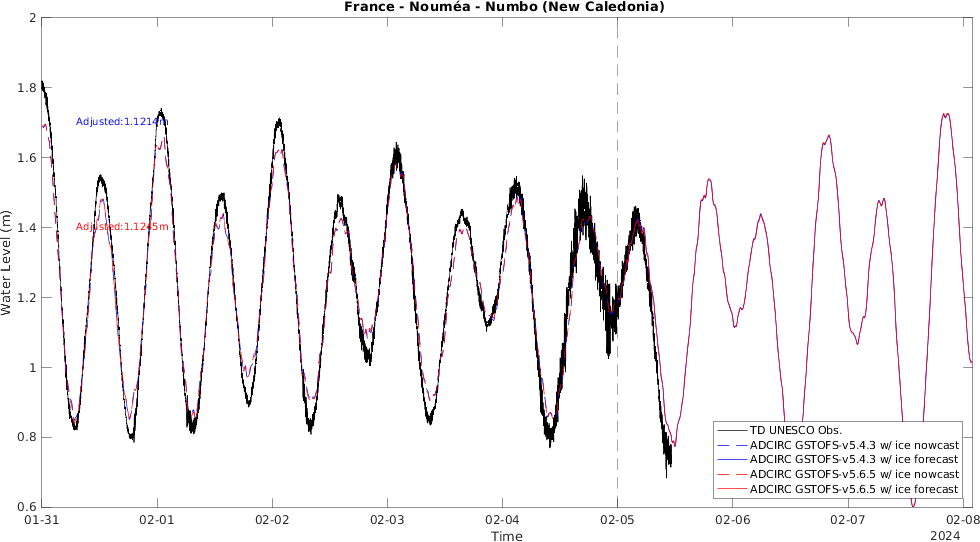 France - Nouméa - Numbo (New Caledonia)
2
1.8
1.6
1.4
1.2
1
0.8
0.6
Water Level (m)
Adjusted:1.1214m
Adjusted:1.1245m
TD UNESCO Obs.
ADCIRC GSTOFS-v5.4.3 w/ ice nowcast
ADCIRC GSTOFS-v5.4.3 w/ ice forecast
ADCIRC GSTOFS-v5.6.5 w/ ice nowcast
ADCIRC GSTOFS-v5.6.5 w/ ice forecast
01-31 02-01 02-02 02-03 02-04 02-05 02-06 02-07 02-08
Time
2024